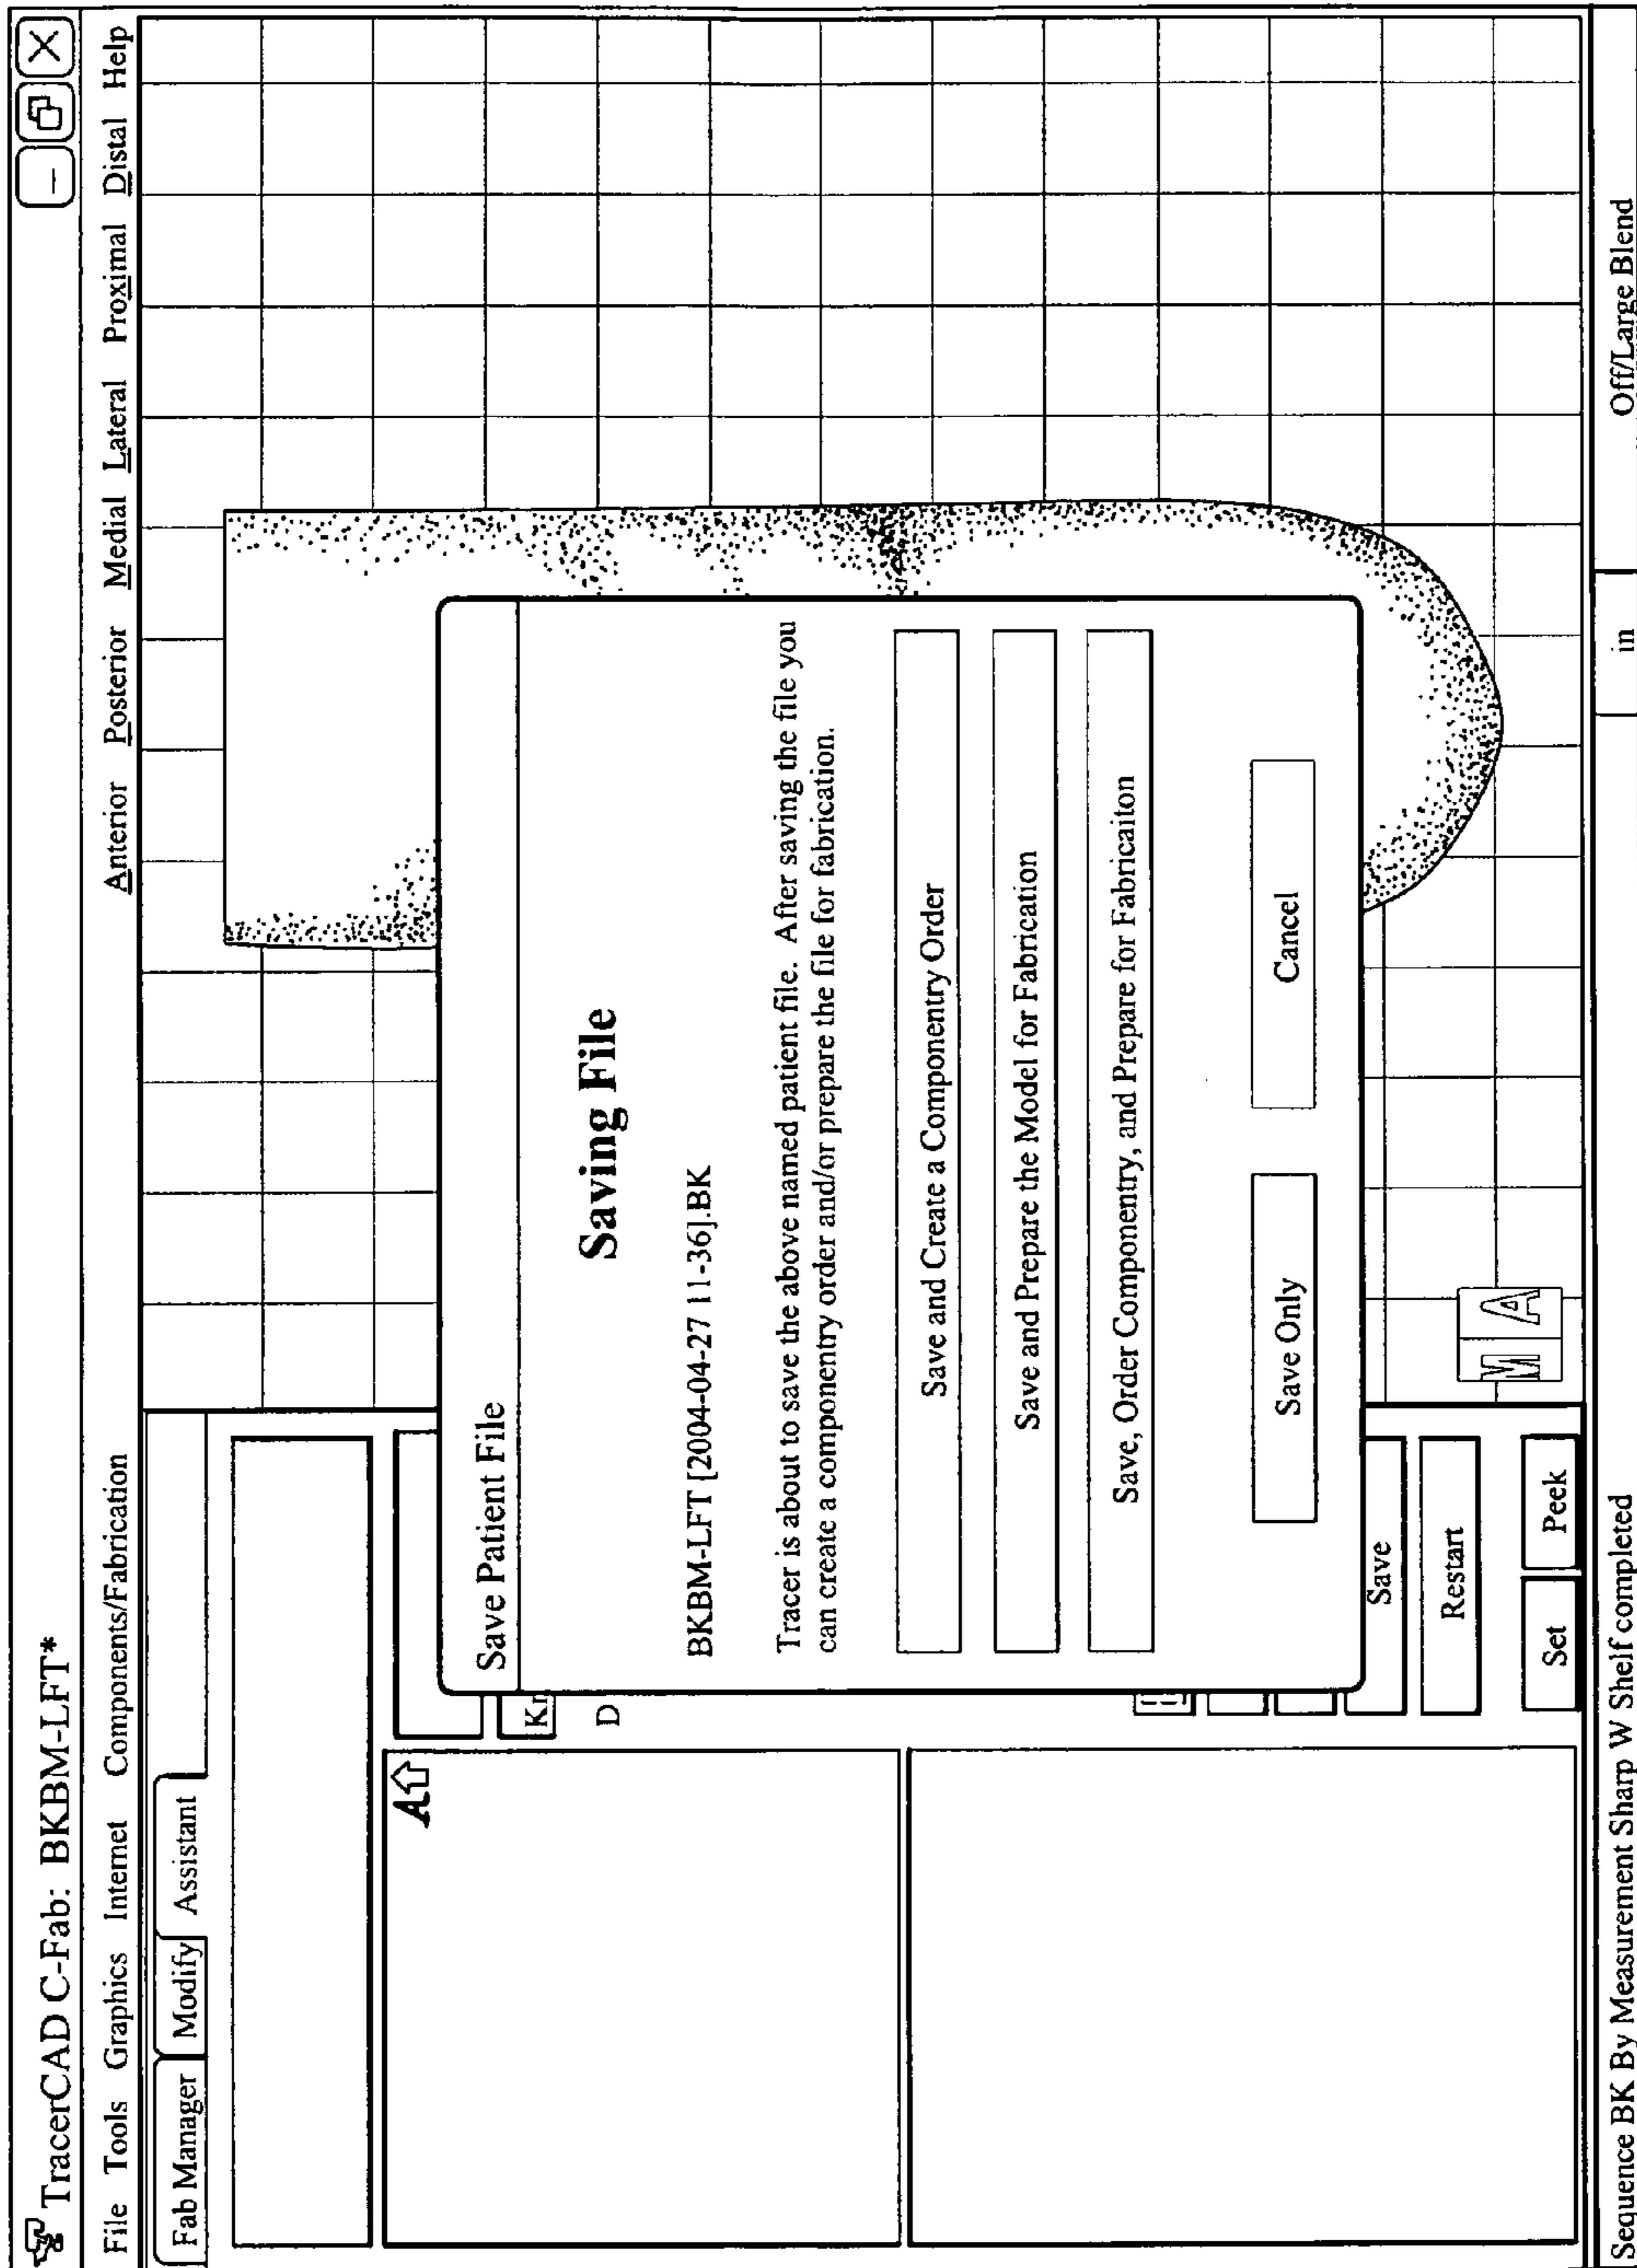 TracerCAD C-Fab: BKBM-LFT*
File Tools Graphics Internet Components/Fabrication Anterior Posterior Medial Lateral Proximal Distal Help
Fab Manager Modify Assistant
A
Kr
D
Save Patient File
Saving File
BKBM-LFT [2004-04-27 11-36].BK
Tracer is about to save the above named patient file. After saving the file you
can create a componentry order and/or prepare the file for fabrication.
Save and Create a Componentry Order
Save and Prepare the Model for Fabrication
Save, Order Componentry, and Prepare for Fabricaiton
Save Only Cancel
Save
Restart
Set Peek
M A
Sequence BK By Measurement Sharp W Shelf completed in Off/Large Blend